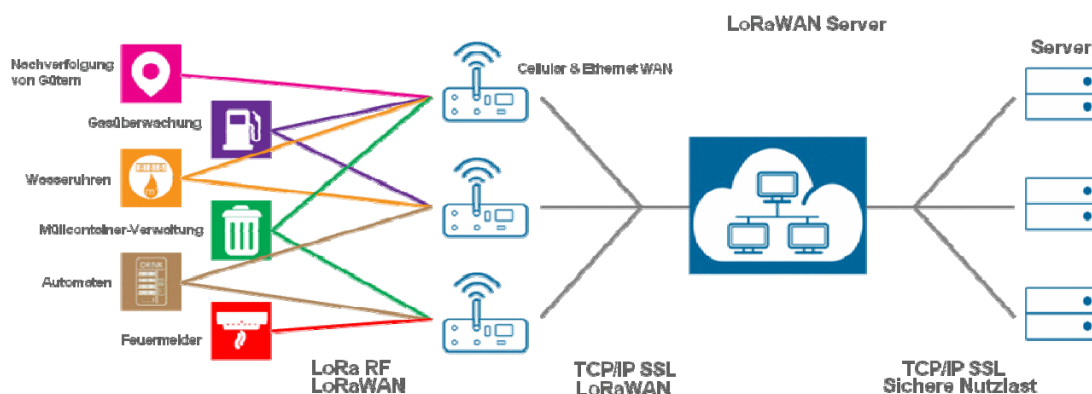 LoRaWAN Server
Server
Nachverfolgung
von Gütern
Cellular & Ethernet WAN
Gasüberwachung
Wasseruhren
Müllcontainer-Verwaltung
Automaten
Feuermelder
LoRa RF
LoRaWAN
TCP/IP SSL
LoRaWAN
TCP/IP SSL
Sichere Nutzlast